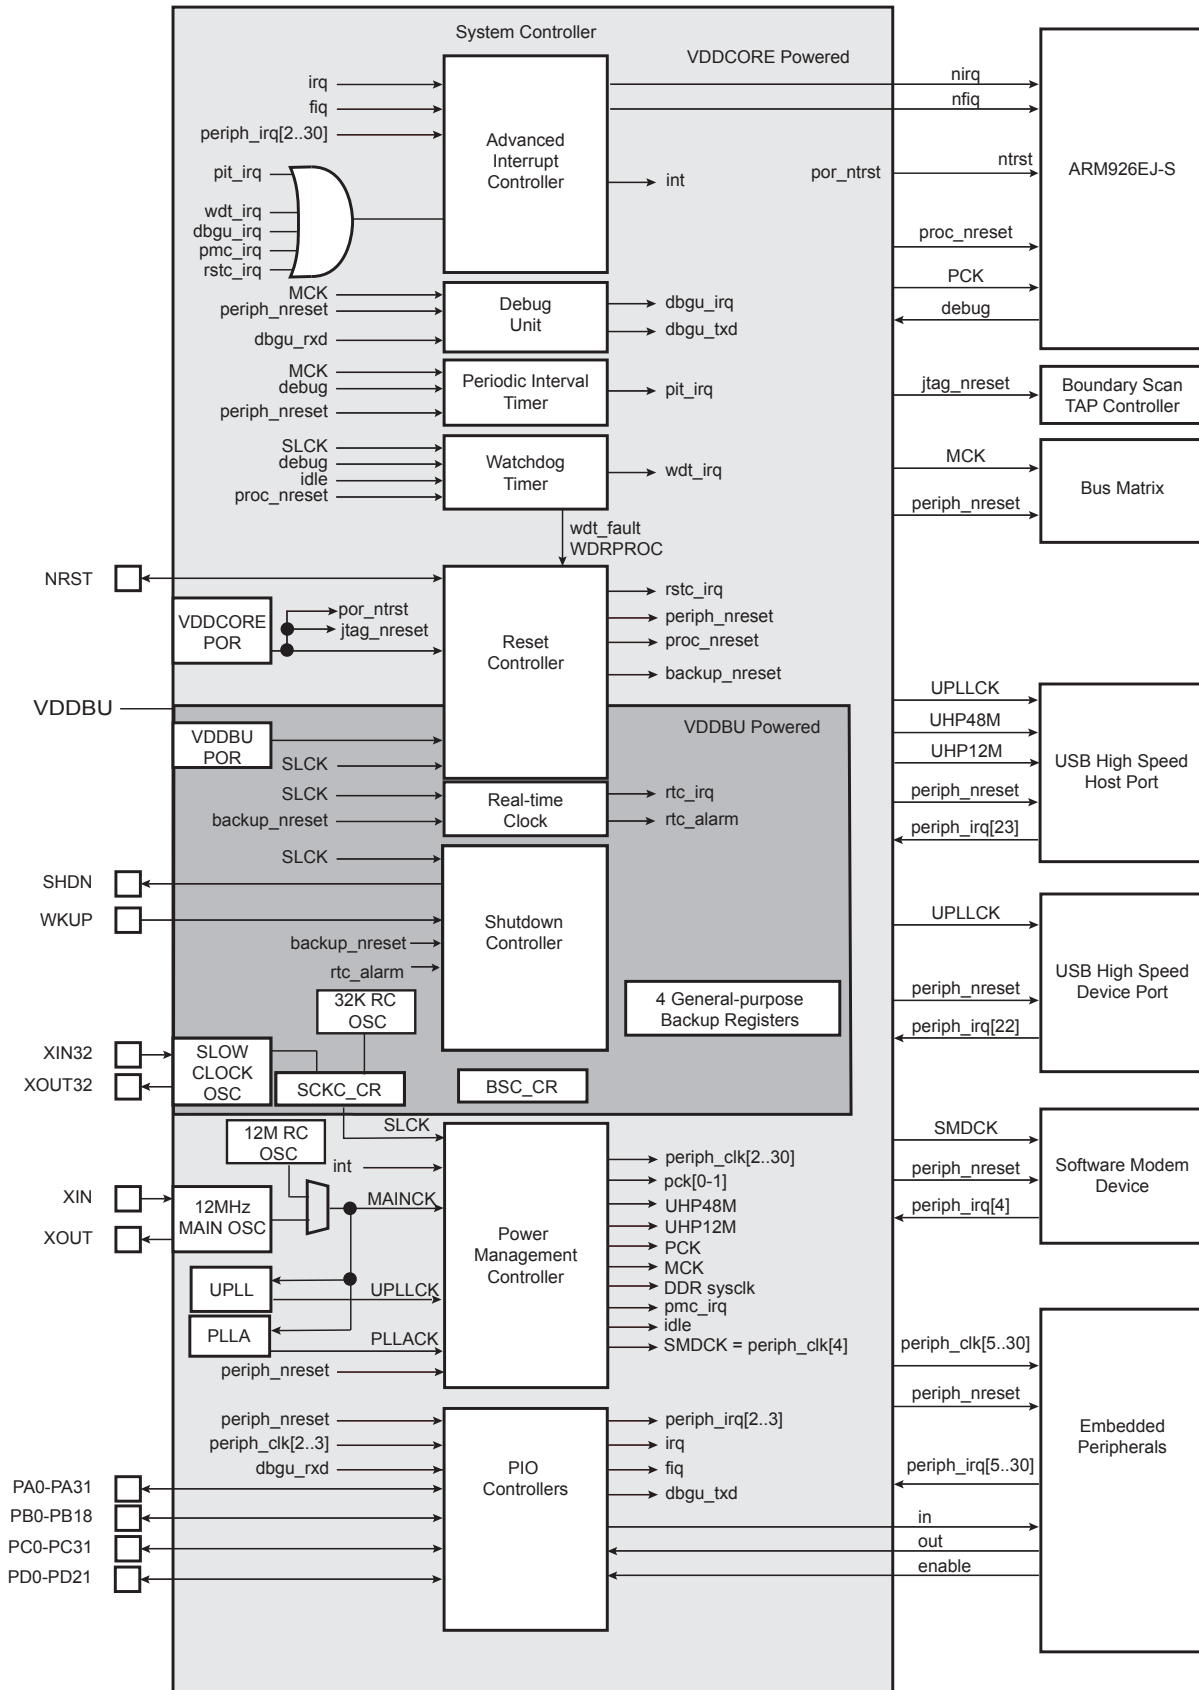 System Controller
VDDCORE Powered
irq
fiq
periph_irq[2..30]
pit_irq
wdt_irq
dbgu_irq
pmc_irq
rstc_irq
Advanced
Interrupt
Controller
int
nirq
nfiq
por_ntrst
ntrst
proc_nreset
PCK
debug
ARM926EJ-S
MCK
periph_nreset
dbgu_rxd
Debug
Unit
dbgu_irq
dbgu_txd
MCK
debug
periph_nreset
Periodic Interval
Timer
pit_irq
jtag_nreset
Boundary Scan
TAP Controller
SLCK
debug
idle
proc_nreset
Watchdog
Timer
wdt_irq
MCK
periph_nreset
Bus Matrix
wdt_fault
WDRPROC
NRST
VDDCORE
POR
por_ntrst
jtag_nreset
Reset
Controller
rstc_irq
periph_nreset
proc_nreset
backup_nreset
VDDBU
VDDBU Powered
VDDBU
POR
SLCK
UPLLCK
UHP48M
UHP12M
periph_nreset
periph_irq[23]
USB High Speed
Host Port
SLCK
backup_nreset
Real-time
Clock
rtc_irq
rtc_alarm
SLCK
SHDN
WKUP
backup_nreset
rtc_alarm
Shutdown
Controller
UPLLCK
periph_nreset
periph_irq[22]
USB High Speed
Device Port
32K RC
OSC
4 General-purpose
Backup Registers
XIN32
XOUT32
SLOW
CLOCK
OSC
SCKC_CR
BSC_CR
SLCK
12M RC
OSC
int
XIN
XOUT
12MHz
MAIN OSC
MAINCK
UPLL
UPLLCK
PLLA
PLLACK
periph_nreset
Power
Management
Controller
periph_clk[2..30]
pck[0-1]
UHP48M
UHP12M
PCK
MCK
DDR sysclk
pmc_irq
idle
SMDCK = periph_clk[4]
SMDCK
periph_nreset
periph_irq[4]
Software Modem
Device
periph_nreset
periph_clk[2..3]
dbgu_rxd
PA0-PA31
PB0-PB18
PC0-PC31
PD0-PD21
PIO
Controllers
periph_irq[2..3]
irq
fiq
dbgu_txd
periph_clk[5..30]
periph_nreset
periph_irq[5..30]
in
out
enable
Embedded
Peripherals